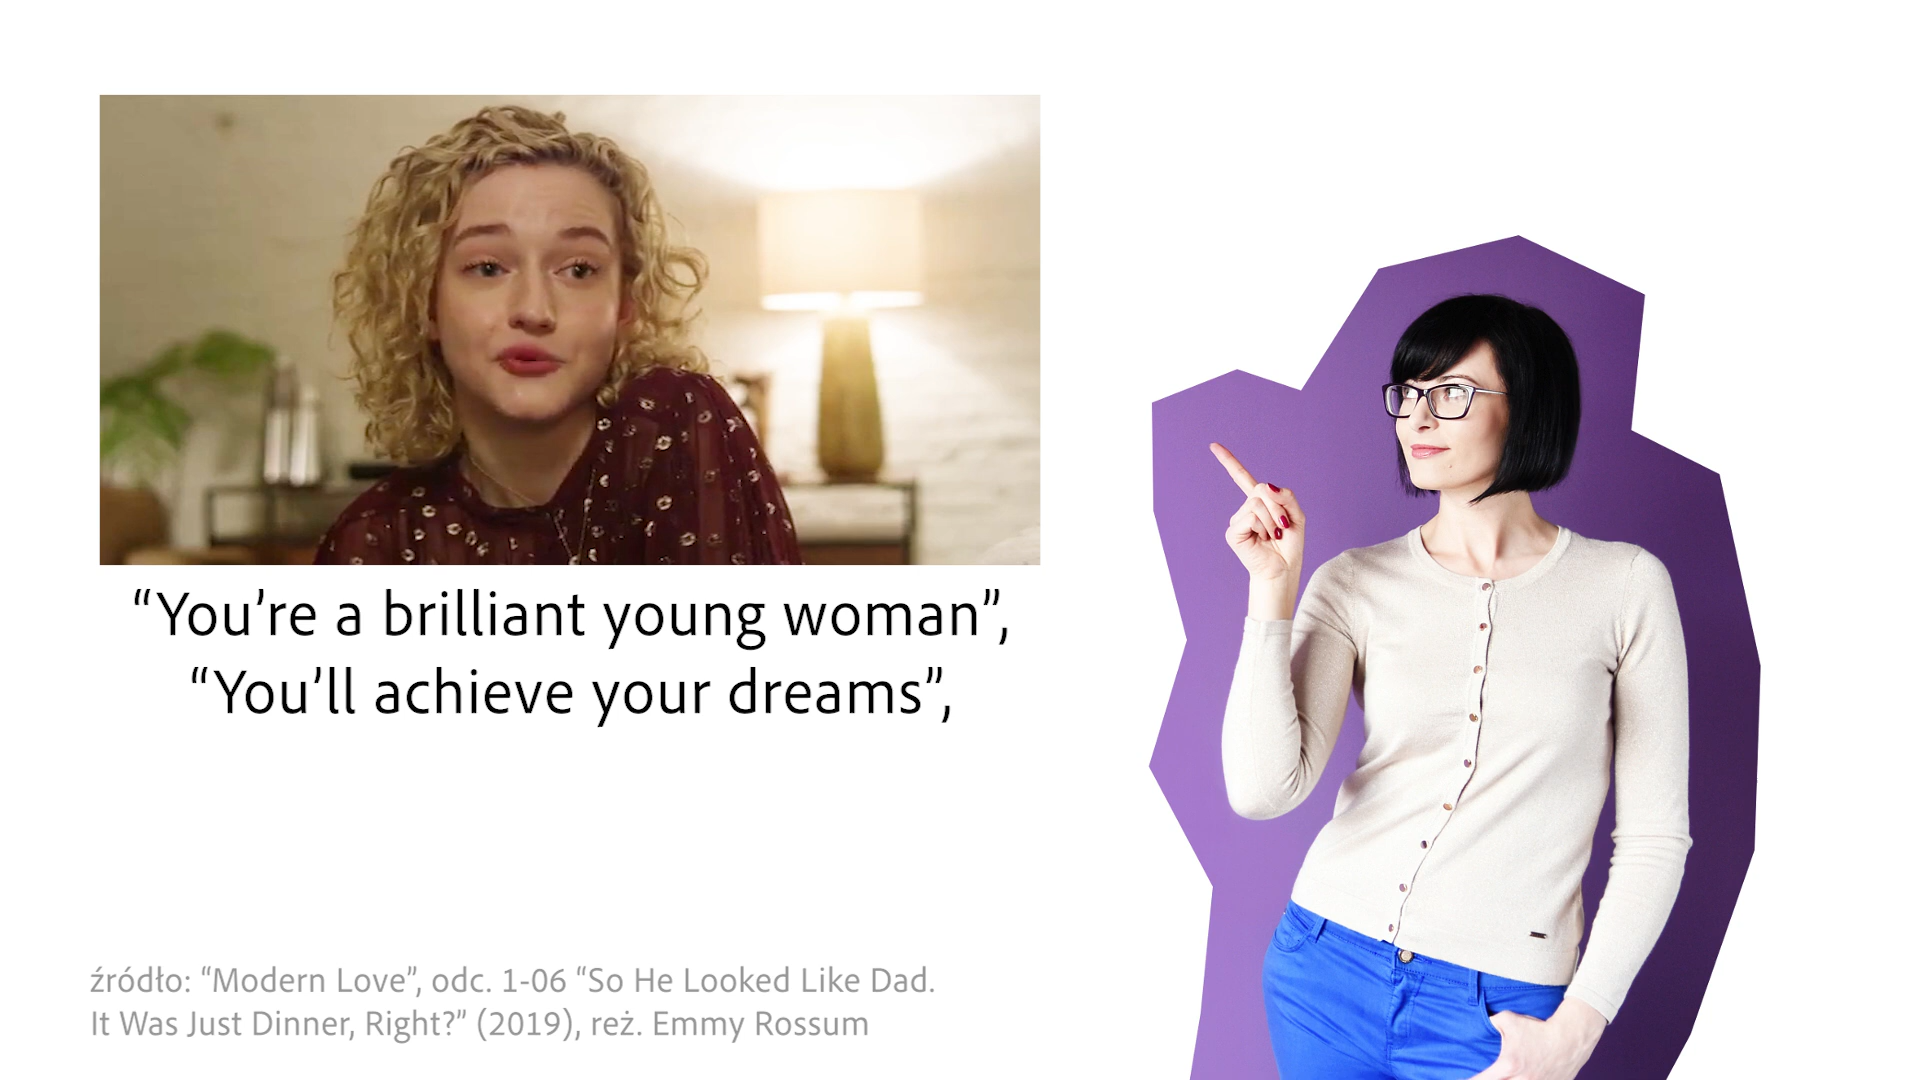 “You’re a brilliant young woman”,
“You’ll achieve your dreams”,
źródło: “Modern Love”, odc. 1-06 “So He Looked Like Dad.
It Was Just Dinner, Right?” (2019), reż. Emmy Rossum